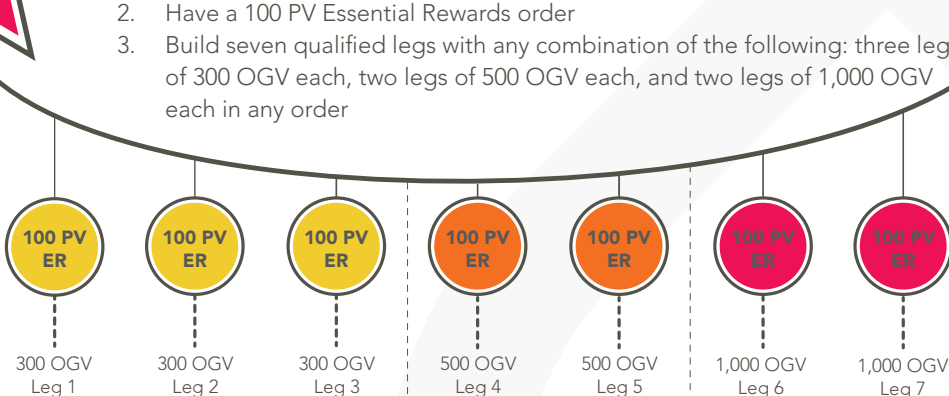 2. Have a 100 PV Essential Rewards order
3. Build seven qualified legs with any combination of the following: three leg
of 300 OGV each, two legs of 500 OGV each, and two legs of 1,000 OGV
each in any order
100 PV
ER
100 PV
ER
100 PV
ER
100 PV
ER
100 PV
ER
100 PV
ER
100 PV
ER
300 OGV
Leg 1
300 OGV
Leg 2
300 OGV
Leg 3
500 OGV
Leg 4
500 OGV
Leg 5
1,000 OGV
Leg 6
1,000 OGV
Leg 7